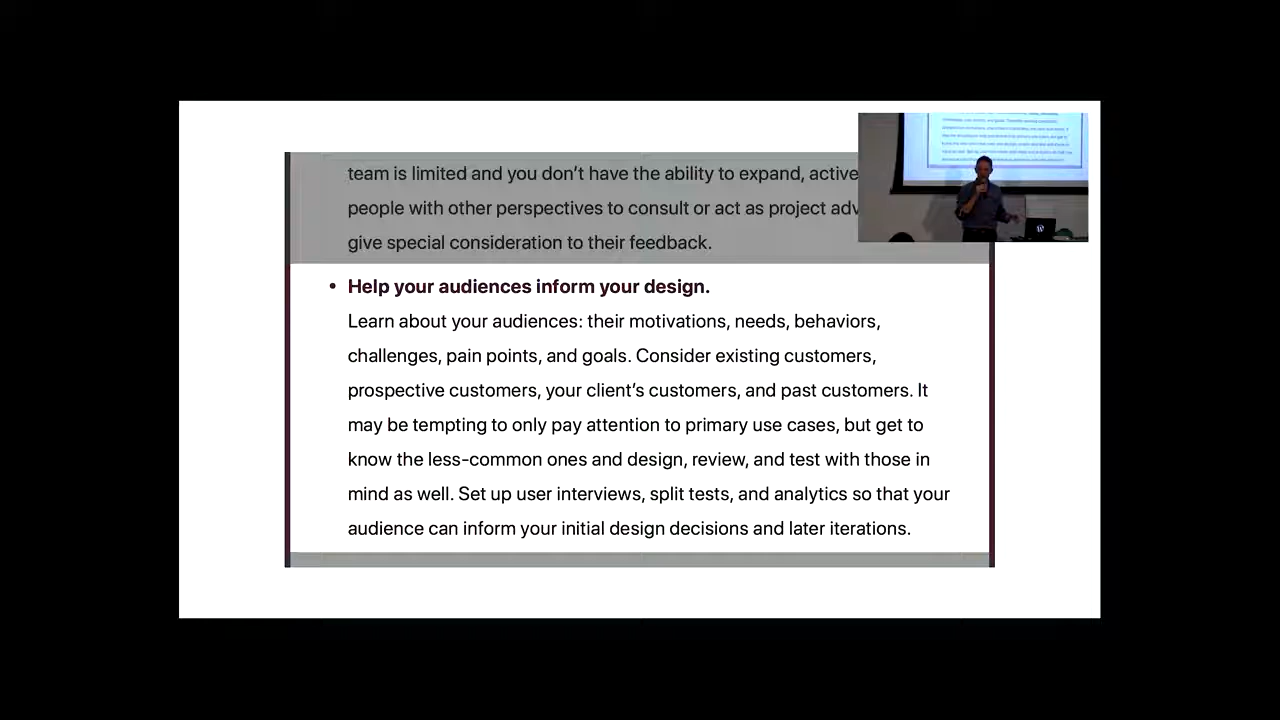 team is limited and you don’t have the ability to expand, active
people with other perspectives to consult or act as project adv
give special consideration to their feedback.
• Help your audiences inform your design.
Learn about your audiences: their motivations, needs, behaviors,
challenges, pain points, and goals. Consider existing customers,
prospective customers, your client’s customers, and past customers. It
may be tempting to only pay attention to primary use cases, but get to
know the less-common ones and design, review, and test with those in
mind as well. Set up user interviews, split tests, and analytics so that your
audience can inform your initial design decisions and later iterations.